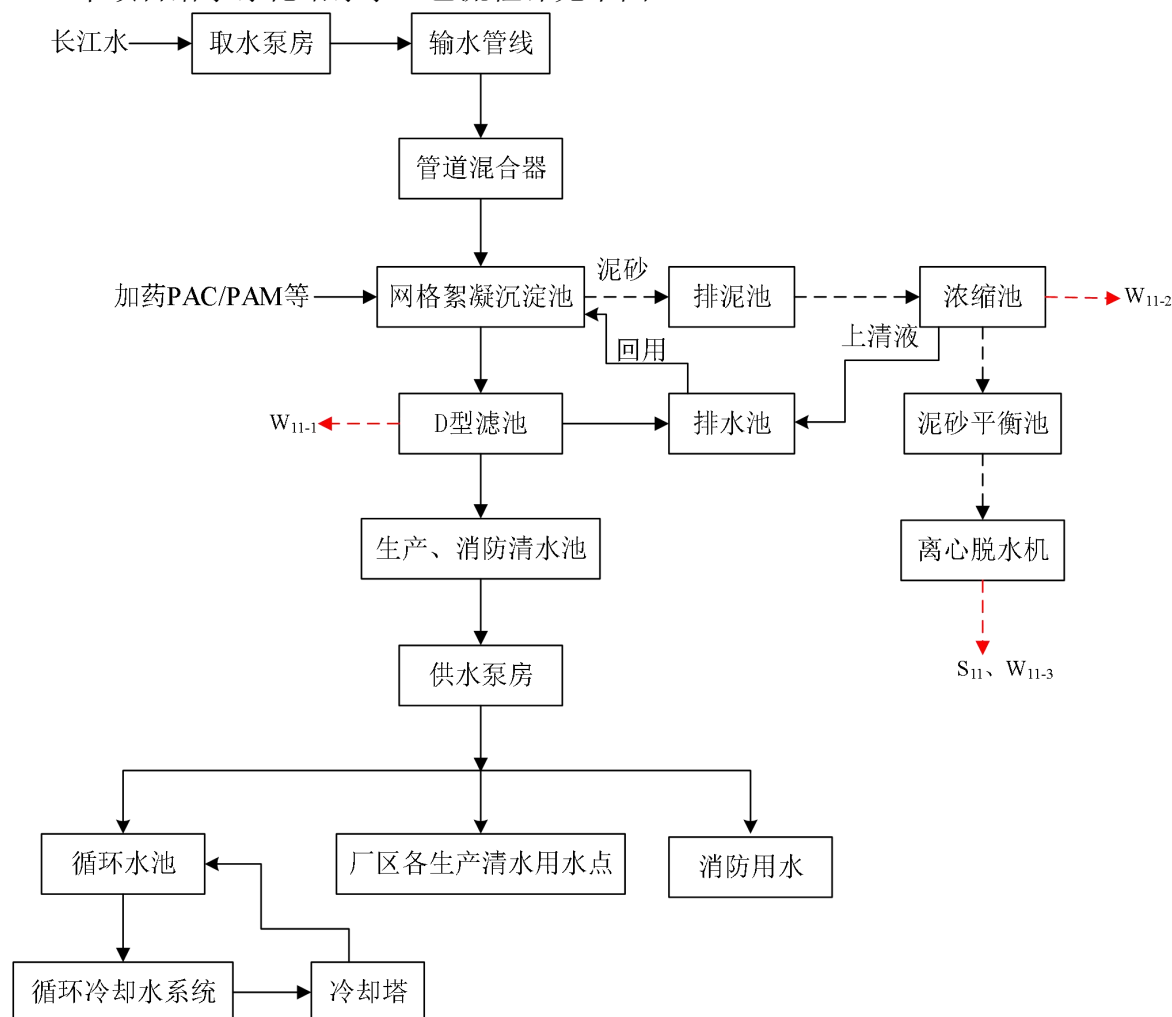 长江水
取水泵房
输水管线
管道混合器
加药PAC/PAM等
网格絮凝沉淀池
泥砂
排泥池
浓缩池
W11-2
回用
上清液
W11-1
D型滤池
排水池
泥砂平衡池
生产、消防清水池
离心脱水机
供水泵房
S11、W11-3
循环水池
厂区各生产清水用水点
消防用水
循环冷却水系统
冷却塔